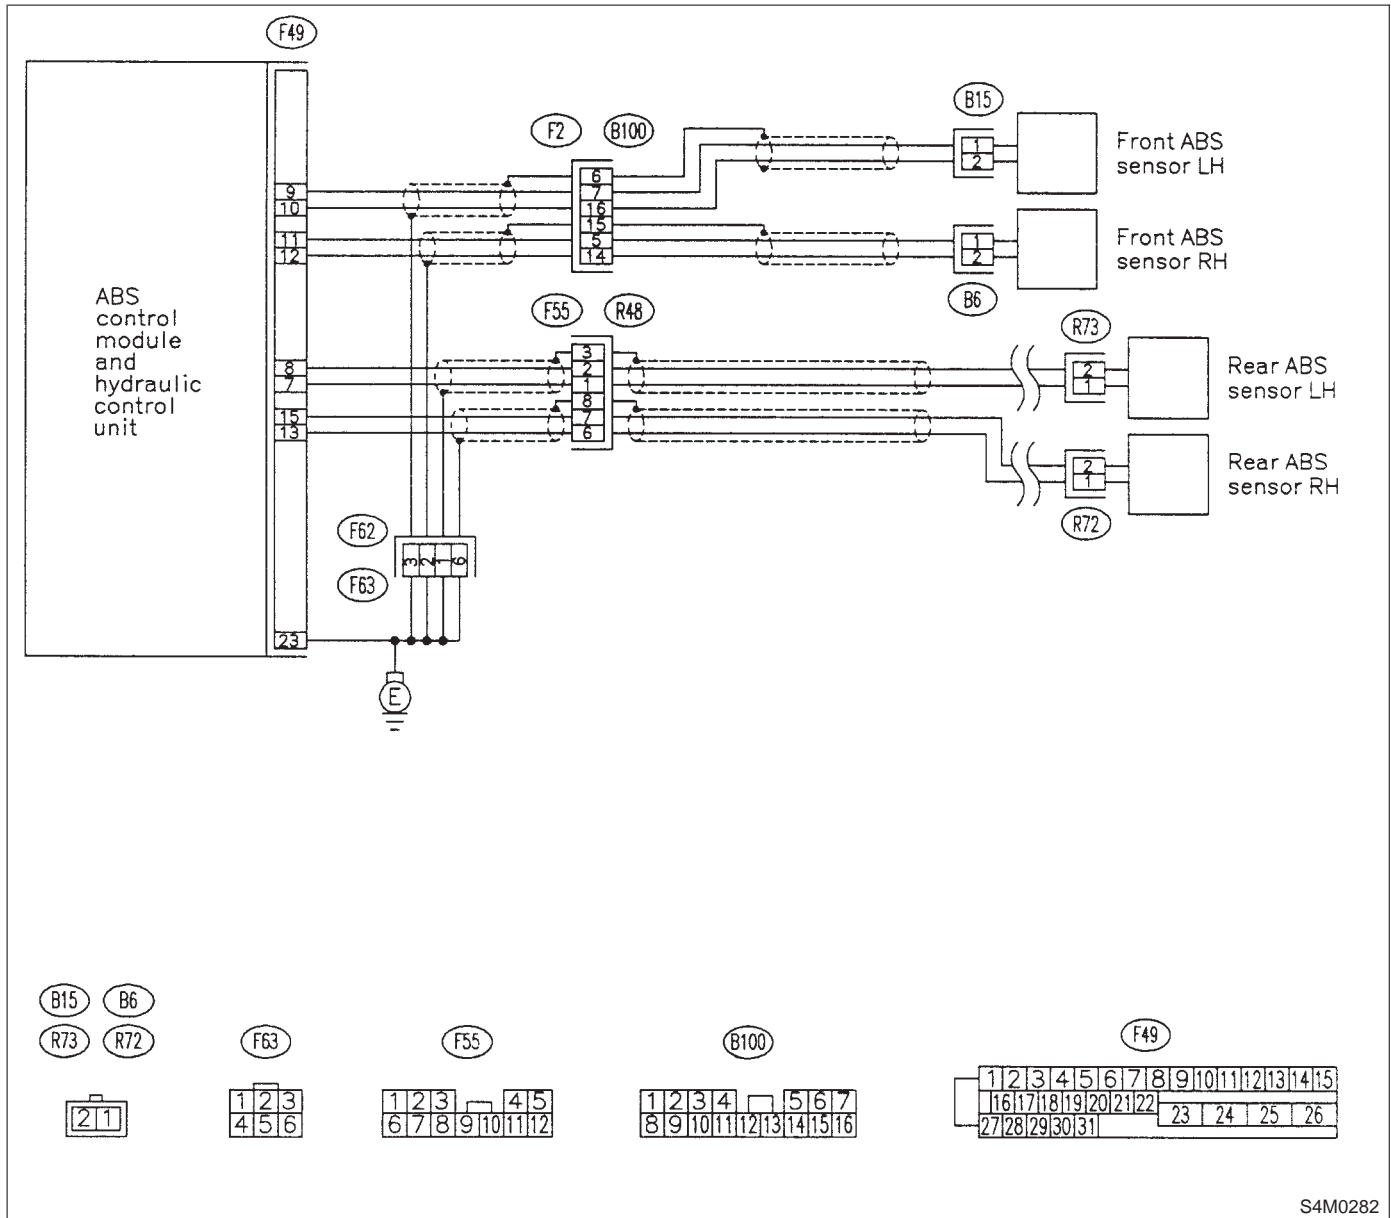 F49
B15
F2 B100
1
2
Front ABS
sensor LH
6
7
16
15
5
14
9
10
11
12
1
2
Front ABS
sensor RH
B6
ABS
control
module
and
hydraulic
control
unit
F55 R48
R73
3
2
1
8
7
6
8
7
15
13
2
1
Rear ABS
sensor LH
2
1
Rear ABS
sensor RH
R72
F62
3 2 1 6
F63
23
E
B15 B6
R73 R72
F63
F55
B100
F49
2 1
1 2 3
4 5 6
1 2 3 4 5
6 7 8 9 10 11 12
1 2 3 4 5 6 7
8 9 10 11 12 13 14 15 16
1 2 3 4 5 6 7 8 9 10 11 12 13 14 15
16 17 18 19 20 21 22 23 24 25 26
27 28 29 30 31
S4M0282